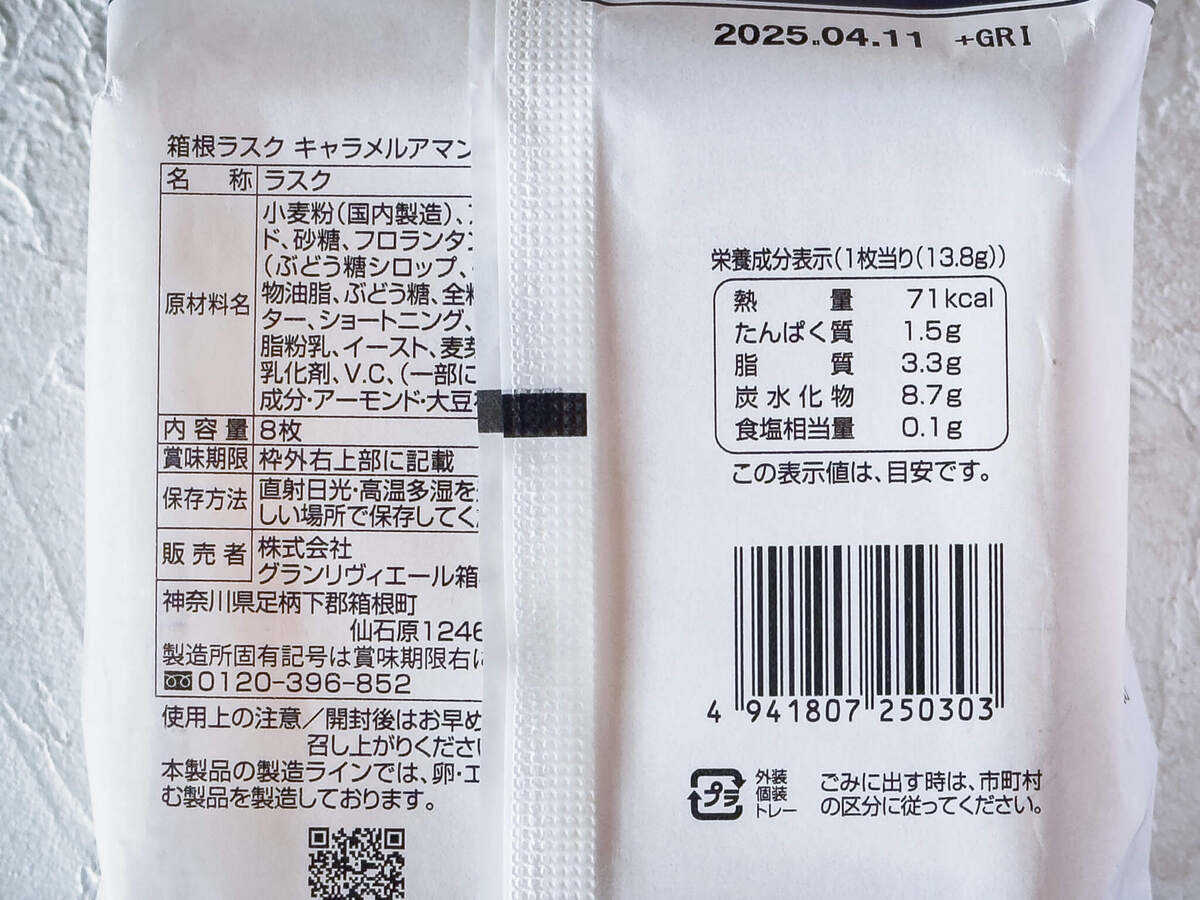 2025.04.11 +GRI
箱根ラスク キャラメルアマン
名称 ラスク
原材料名
小麦粉(国内製造)、
ド、砂糖、フロランタン
(ぶどう糖シロップ、
物油脂、ぶどう糖、全粉
ター、ショートニング、
脂粉乳、イースト、麦芽
乳化剤、V.C.、(一部に
成分・アーモンド・大豆
内容量 8枚
賞味期限 枠外右上部に記載
保存方法 直射日光・高温多湿を
しい場所で保存してく
販売者 株式会社
グランリヴィエール箱
神奈川県足柄下郡箱根町
仙石原1246
製造所固有記号は賞味期限右に
0120-396-852
使用上の注意/開封後はお早め
召し上がりくださ
本製品の製造ラインでは、卵・エ
む製品を製造しております。
栄養成分表示(1枚当り(13.8g))
熱量 71kcal
たんぱく質 1.5g
脂質 3.3g
炭水化物 8.7g
食塩相当量 0.1g
この表示値は、目安です。
4 941807 250303
プラ
外装
個装
トレー
ごみに出す時は、市町村
の区分に従ってください。